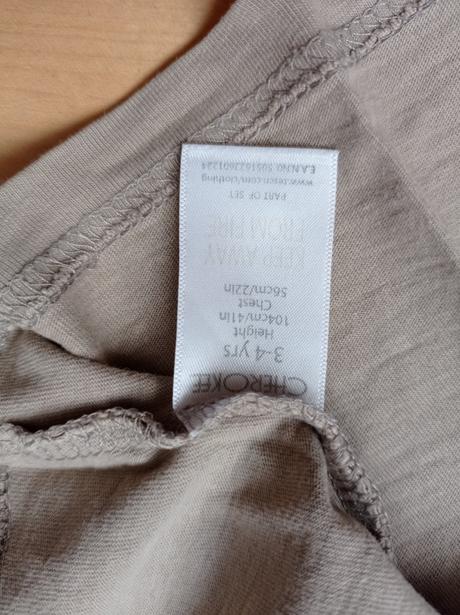 CHEROKEE
3-4 yrs
Height
104cm/41in
Chest
56cm/22in
KEEP AWAY
FROM FIRE
PART OF SET
www.tesco.com/clothing
E.A.N.NO. 5051622601224